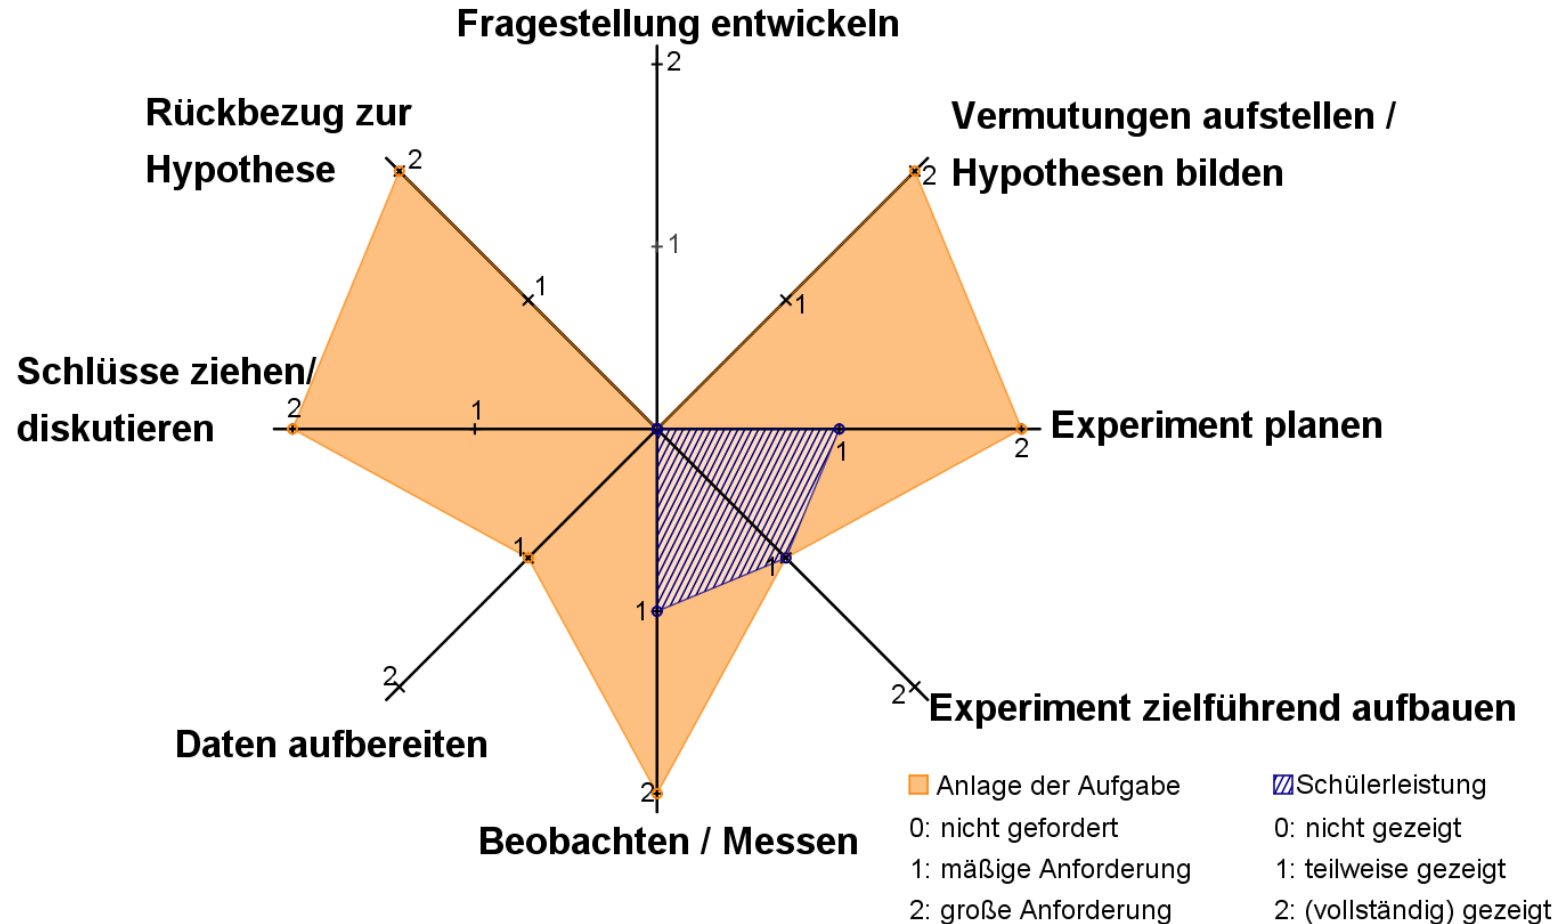 Fragestellung entwickeln
2
1
Rückbezug zur
Hypothese
2
1
Vermutungen aufstellen /
Hypothesen bilden
2
1
Schlüsse ziehen/
diskutieren
2
1
Experiment planen
1
2
1
2
Daten aufbereiten
1
2
Beobachten / Messen
1
2
Experiment zielführend aufbauen
Anlage der Aufgabe
0: nicht gefordert
1: mäßige Anforderung
2: große Anforderung
Schülerleistung
0: nicht gezeigt
1: teilweise gezeigt
2: (vollständig) gezeigt